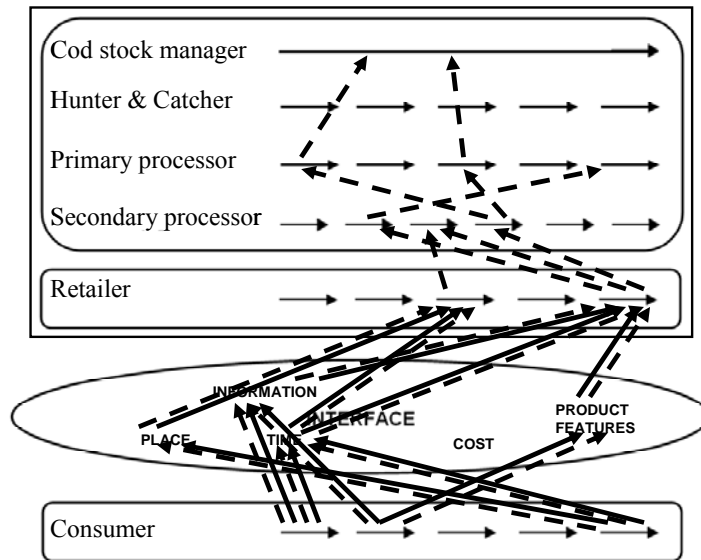 Cod stock manager
Hunter & Catcher
Primary processor
Secondary processor
Retailer
INFORMATION
INTERFACE
PRODUCT
FEATURES
PLACE
TIME
COST
Consumer